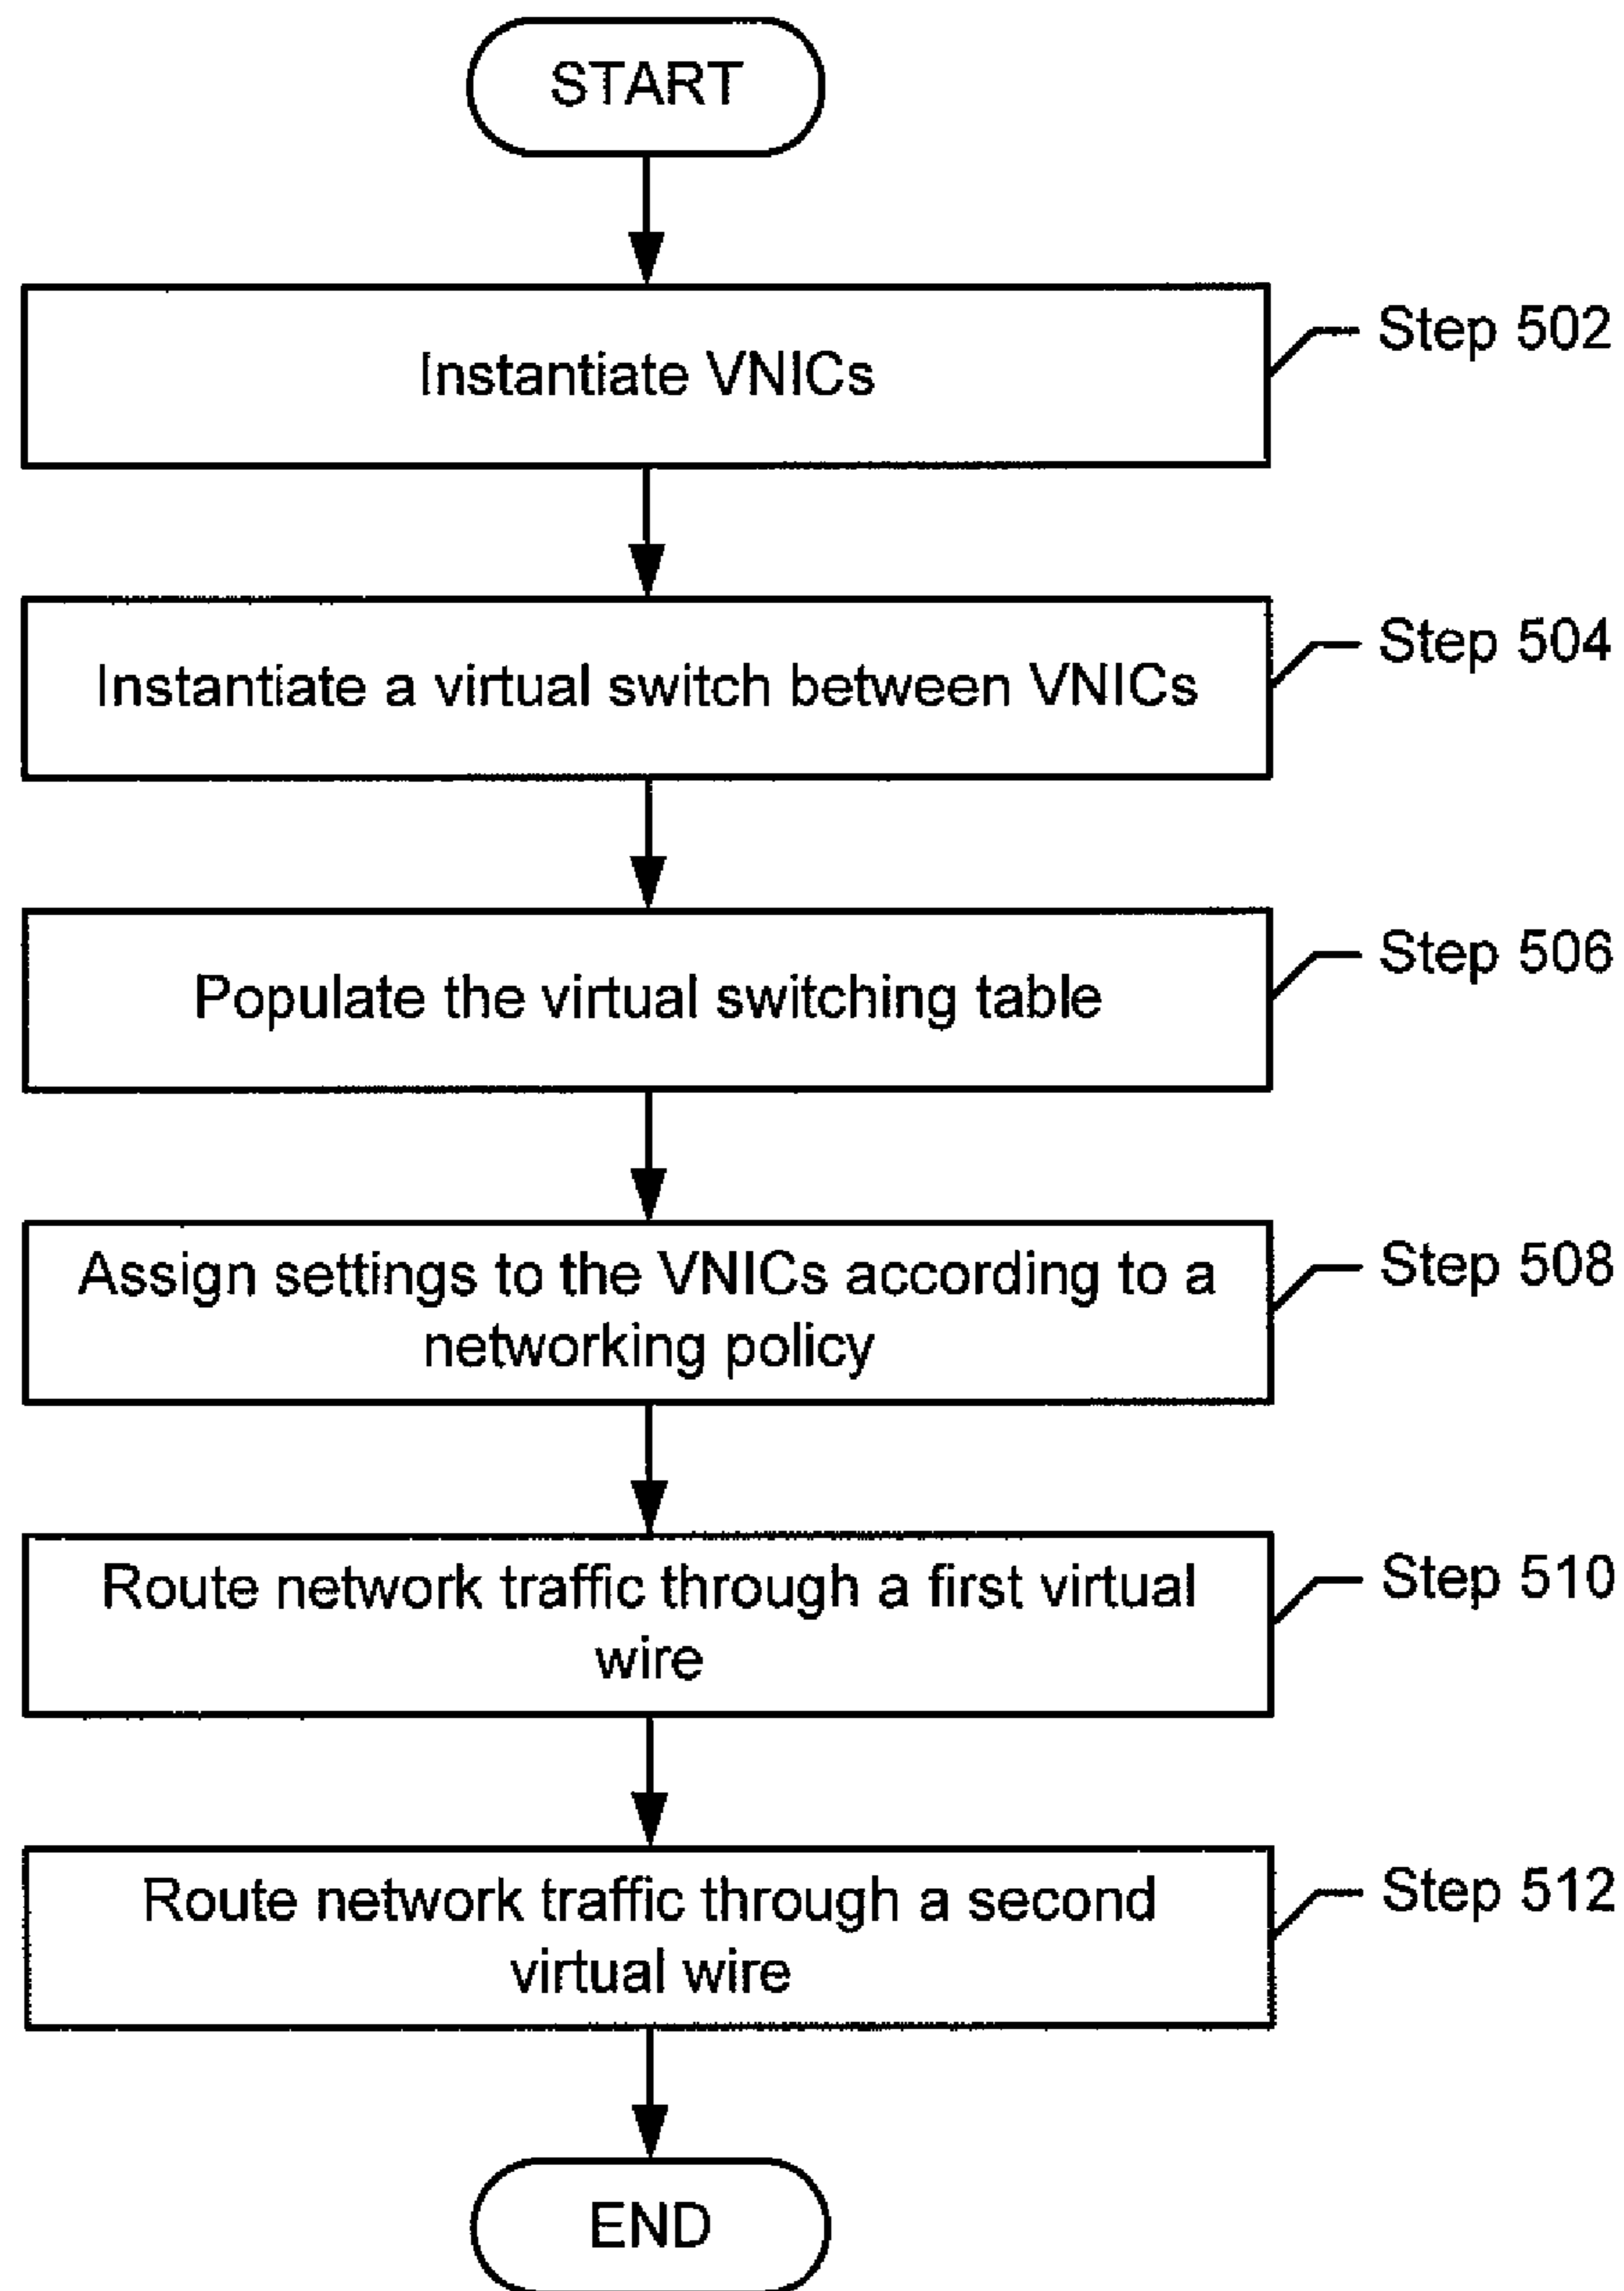 START
Instantiate VNICs
Step 502
Instantiate a virtual switch between VNICs
Step 504
Populate the virtual switching table
Step 506
Assign settings to the VNICs according to a
networking policy
Step 508
Route network traffic through a first virtual
wire
Step 510
Route network traffic through a second
virtual wire
Step 512
END